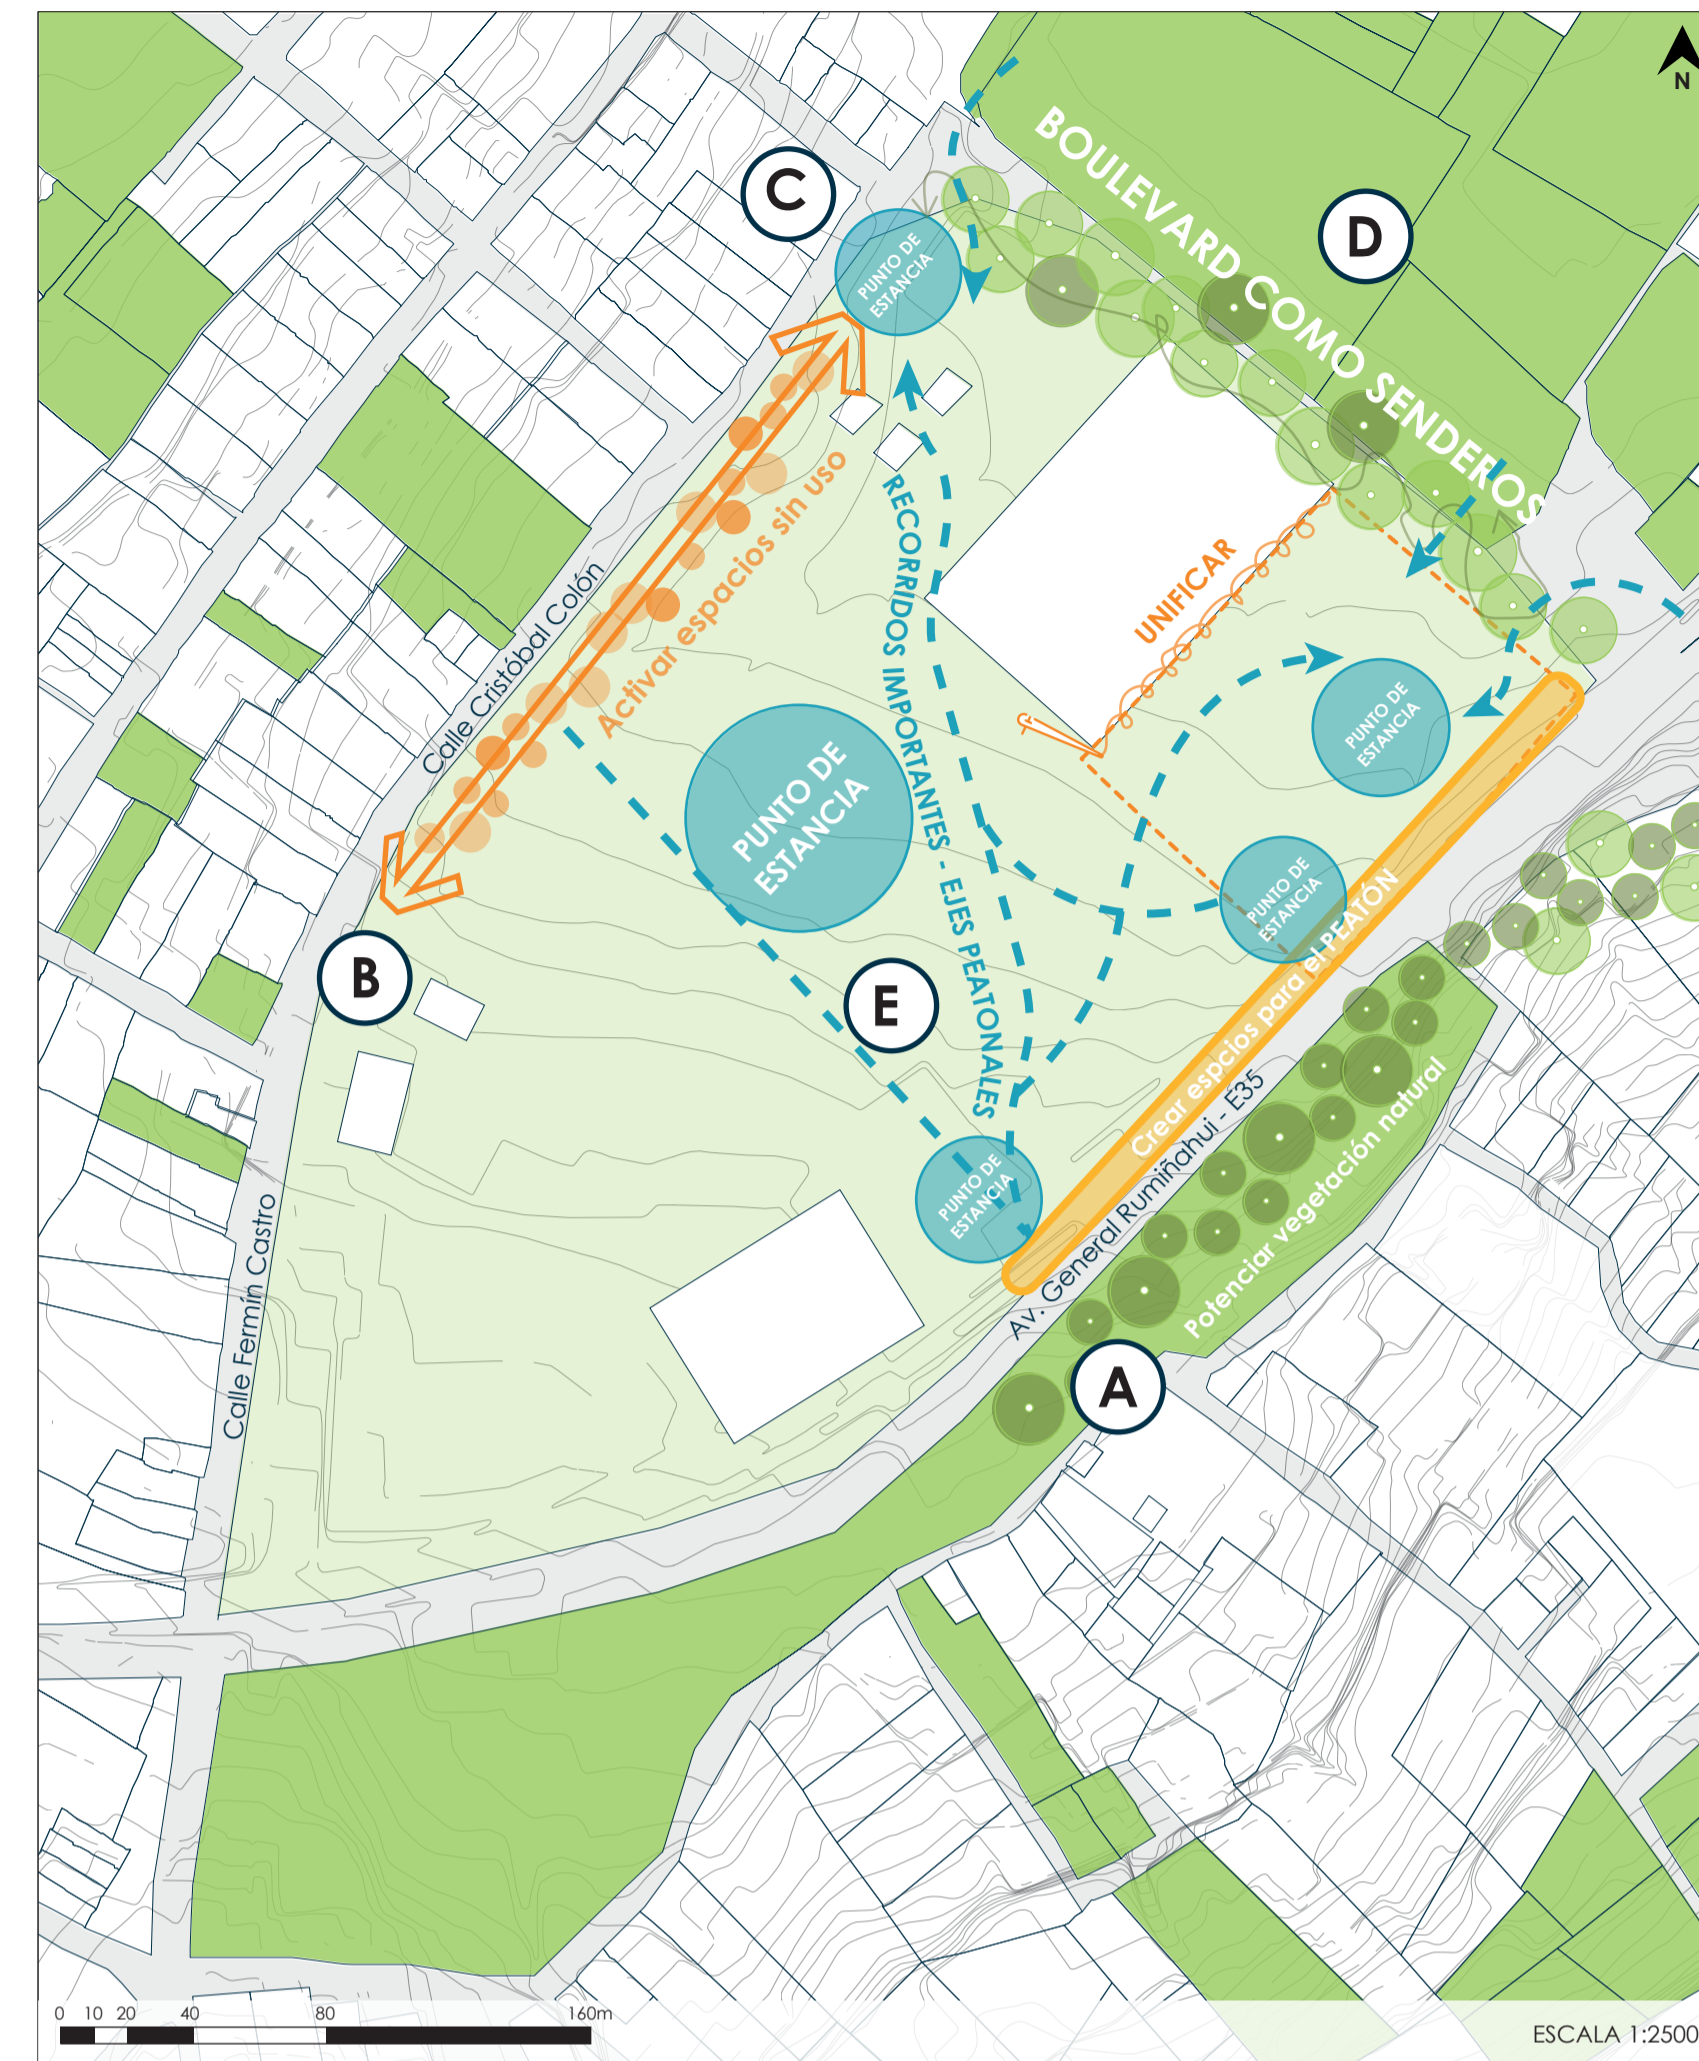 N
BOULEVARD COMO SENDEROS
C
D
PUNTO DE
ESTANCIA
Activar espacios sin uso
Calle Cristóbal Colón
UNIFICAR
RECORRIDOS IMPORTANTES - EJES PEATONALES
PUNTO DE
ESTANCIA
PUNTO DE
ESTANCIA
PUNTO DE
ESTANCIA
B
E
Crear espcios para el PEATÓN
Av. General Rumiñahui - E35
Potenciar vegetación natural
PUNTO DE
ESTANCIA
Calle Fermín Castro
A
0 10 20 40 80 160m
ESCALA 1:2500